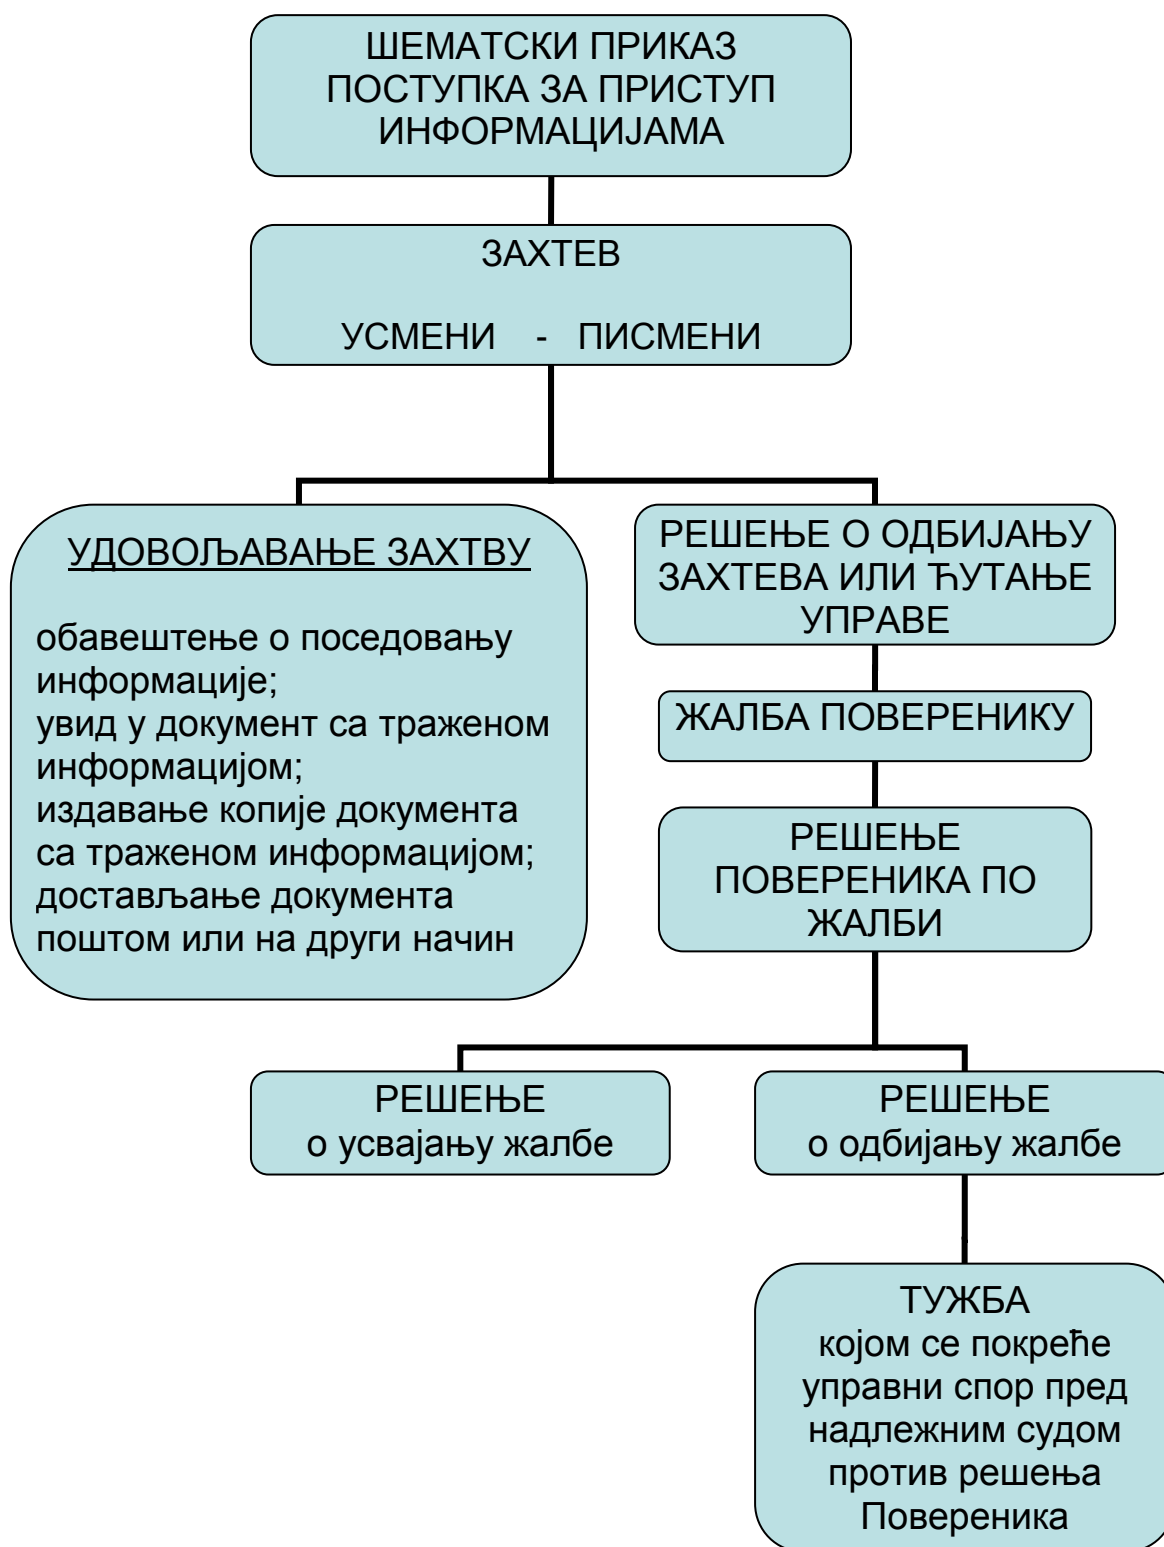 ШЕМАТСКИ ПРИКАЗ
ПОСТУПКА ЗА ПРИСТУП
ИНФОРМАЦИЈАМА
ЗАХТЕВ
УСМЕНИ - ПИСМЕНИ
УДОВОЉАВАЊЕ ЗАХТВУ
обавештење о поседовању
информације;
увид у документ са траженом
информацијом;
издавање копије документа
са траженом информацијом;
достављање документа
поштом или на други начин
РЕШЕЊЕ О ОДБИЈАЊУ
ЗАХТЕВА ИЛИ ЋУТАЊЕ
УПРАВЕ
ЖАЛБА ПОВЕРЕНИКУ
РЕШЕЊЕ
ПОВЕРЕНИКА ПО
ЖАЛБИ
РЕШЕЊЕ
о усвајању жалбе
РЕШЕЊЕ
о одбијању жалбе
ТУЖБА
којом се покреће
управни спор пред
надлежним судом
против решења
Повереника